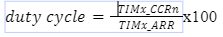 duty cycle = TIMx_CCRn / TIMx_ARR x100